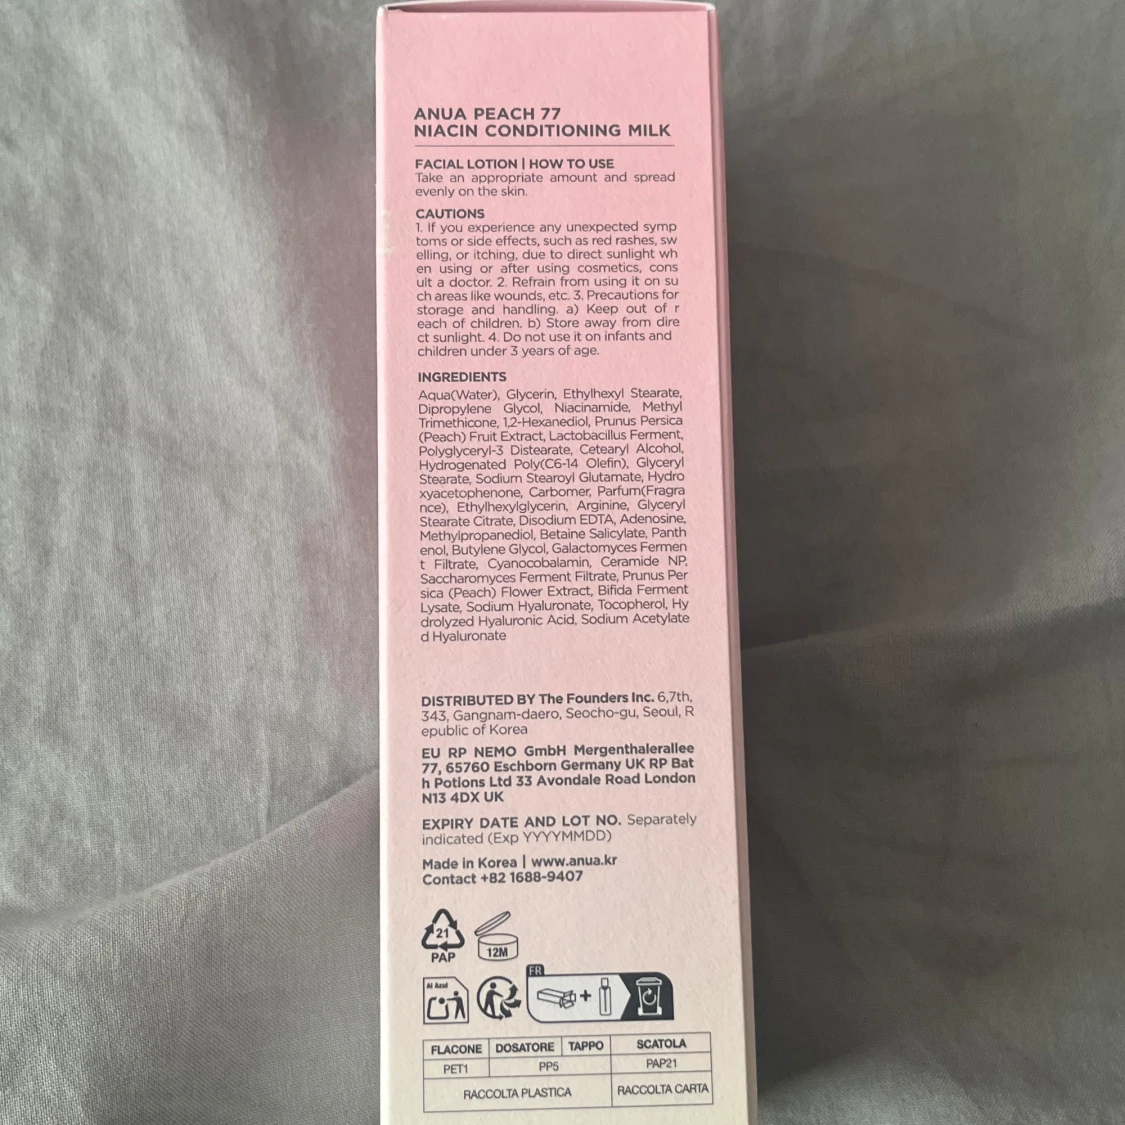 ANUA PEACH 77
NIACIN CONDITIONING MILK
FACIAL LOTION | HOW TO USE
Take an appropriate amount and spread
evenly on the skin.
CAUTIONS
1. If you experience any unexpected symp
toms or side effects, such as red rashes, sw
elling, or itching, due to direct sunlight wh
en using or after using cosmetics, cons
ult a doctor. 2. Refrain from using it on su
ch areas like wounds, etc. 3. Precautions for
storage and handling. a) Keep out of r
each of children. b) Store away from dire
ct sunlight. 4. Do not use it on infants and
children under 3 years of age.
INGREDIENTS
Aqua(Water), Glycerin, Ethylhexyl Stearate,
Dipropylene Glycol, Niacinamide, Methyl
Trimethicone, 1,2-Hexanediol, Prunus Persica
(Peach) Fruit Extract, Lactobacillus Ferment,
Polyglyceryl-3 Distearate, Cetearyl Alcohol,
Hydrogenated Poly(C6-14 Olefin), Glyceryl
Stearate, Sodium Stearoyl Glutamate, Hydro
xyacetophenone, Carbomer, Parfum(Fragra
nce), Ethylhexylglycerin, Arginine, Glyceryl
Stearate Citrate, Disodium EDTA, Adenosine,
Methylpropanediol, Betaine Salicylate, Panth
enol, Butylene Glycol, Galactomyces Fermen
t Filtrate, Cyanocobalamin, Ceramide NP,
Saccharomyces Ferment Filtrate, Prunus Per
sica (Peach) Flower Extract, Bifida Ferment
Lysate, Sodium Hyaluronate, Tocopherol, Hy
drolyzed Hyaluronic Acid, Sodium Acetylate
d Hyaluronate
DISTRIBUTED BY The Founders Inc. 6,7th,
343, Gangnam-daero, Seocho-gu, Seoul, R
epublic of Korea
EU RP NEMO GmbH Mergenthalerallee
77, 65760 Eschborn Germany UK RP Bat
h Potions Ltd 33 Avondale Road London
N13 4DX UK
EXPIRY DATE AND LOT NO. Separately
indicated (Exp YYYYMMDD)
Made in Korea | www.anua.kr
Contact +82 1688-9407
21
PAP
12M
Al Azul
FR
+
FLACONE DOSATORE TAPPO SCATOLA
PET1 PP5 PAP21
RACCOLTA PLASTICA RACCOLTA CARTA